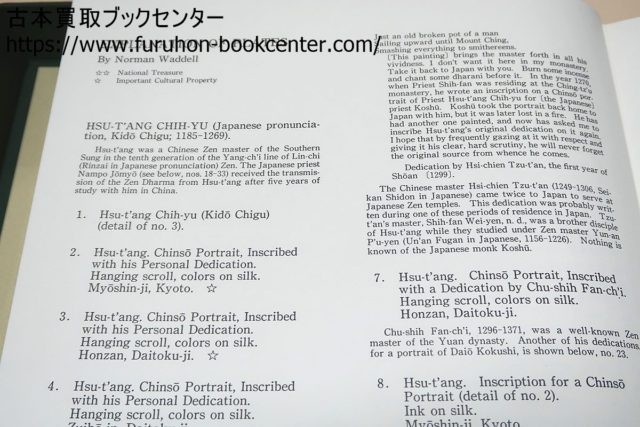 古本買取ブックセンター
https://www.furuhon-bookcenter.com/
By Norman Waddell
☆☆ National Treasure
☆ Important Cultural Property
HSU-T'ANG CHIH-YU (Japanese pronuncia-
tion, Kidō Chigu; 1185-1269).
Hsu-t'ang was a Chinese Zen master of the Southern
Sung in the tenth generation of the Yang-ch'i line of Lin-chi
(Rinzai in Japanese pronunciation) Zen. The Japanese priest
Nampo Jōmyō (see below, nos. 18-33) received the transmis-
sion of the Zen Dharma from Hsu-t'ang after five years of
study with him in China.
1. Hsu-t'ang Chih-yu (Kidō Chigu)
(detail of no. 3).
2. Hsu-t'ang. Chinsō Portrait, Inscribed
with his Personal Dedication.
Hanging scroll, colors on silk.
Myōshin-ji, Kyoto. ☆
3. Hsu-t'ang. Chinsō Portrait, Inscribed
with his Personal Dedication.
Hanging scroll, colors on silk.
Honzan, Daitoku-ji. ☆
4. Hsu-t'ang. Chinsō Portrait, Inscribed
with his Personal Dedication.
Hanging scroll, colors on silk.
Just an old broken pot of a man
Sailing upward until Mount Ching,
Smashing everything to smithereens.
[This painting] brings the master forth in all his
vividness. I don't want it here in my monastery.
Take it back to Japan with you. Burn some incense
and chant some dharani before it. In the year 1270,
when Priest Shih-fan was residing at the Ching-tz'u
monastery, he wrote an inscription on a Chinsō por-
trait of Priest Hsu-t'ang Chih-yu for [the Japanese]
priest Koshū. Koshū took the portrait back home to
Japan with him, but it was later lost in a fire. He has
had another one painted, and now has asked me to
inscribe Hsu-t'ang's original dedication on it again.
I hope that by frequently gazing at it with respect and
giving it his clear, hard scrutiny, he will never forget
the original source from whence he comes.
Dedication by Hsi-chien Tzu-t'an, the first year of
Shōan [1299].
The Chinese master Hsi-chien Tzu-t'an (1249-1306, Sei-
kan Shidon in Japanese) came twice to Japan to serve at
Japanese Zen temples. This dedication was probably writ-
ten during one of these periods of residence in Japan. Tzu-
t'an's master, Shih-fan Wei-yen, n. d., was a brother disciple
of Hsu-t'ang while they studied under Zen master Yun-an
P'u-yen (Un'an Fugan in Japanese, 1156-1226). Nothing is
known of the Japanese monk Koshū.
7. Hsu-t'ang. Chinsō Portrait, Inscribed
with a Dedication by Chu-shih Fan-ch'i.
Hanging scroll, colors on silk.
Honzan, Daitoku-ji.
Chu-shih Fan-ch'i, 1296-1371, was a well-known Zen
master of the Yuan dynasty. Another of his dedications,
for a portrait of Daiō Kokushi, is shown below, no. 23.
8. Hsu-t'ang. Inscription for a Chinsō
Portrait (detail of no. 2).
Ink on silk.
Myōshin-ji, Kyoto